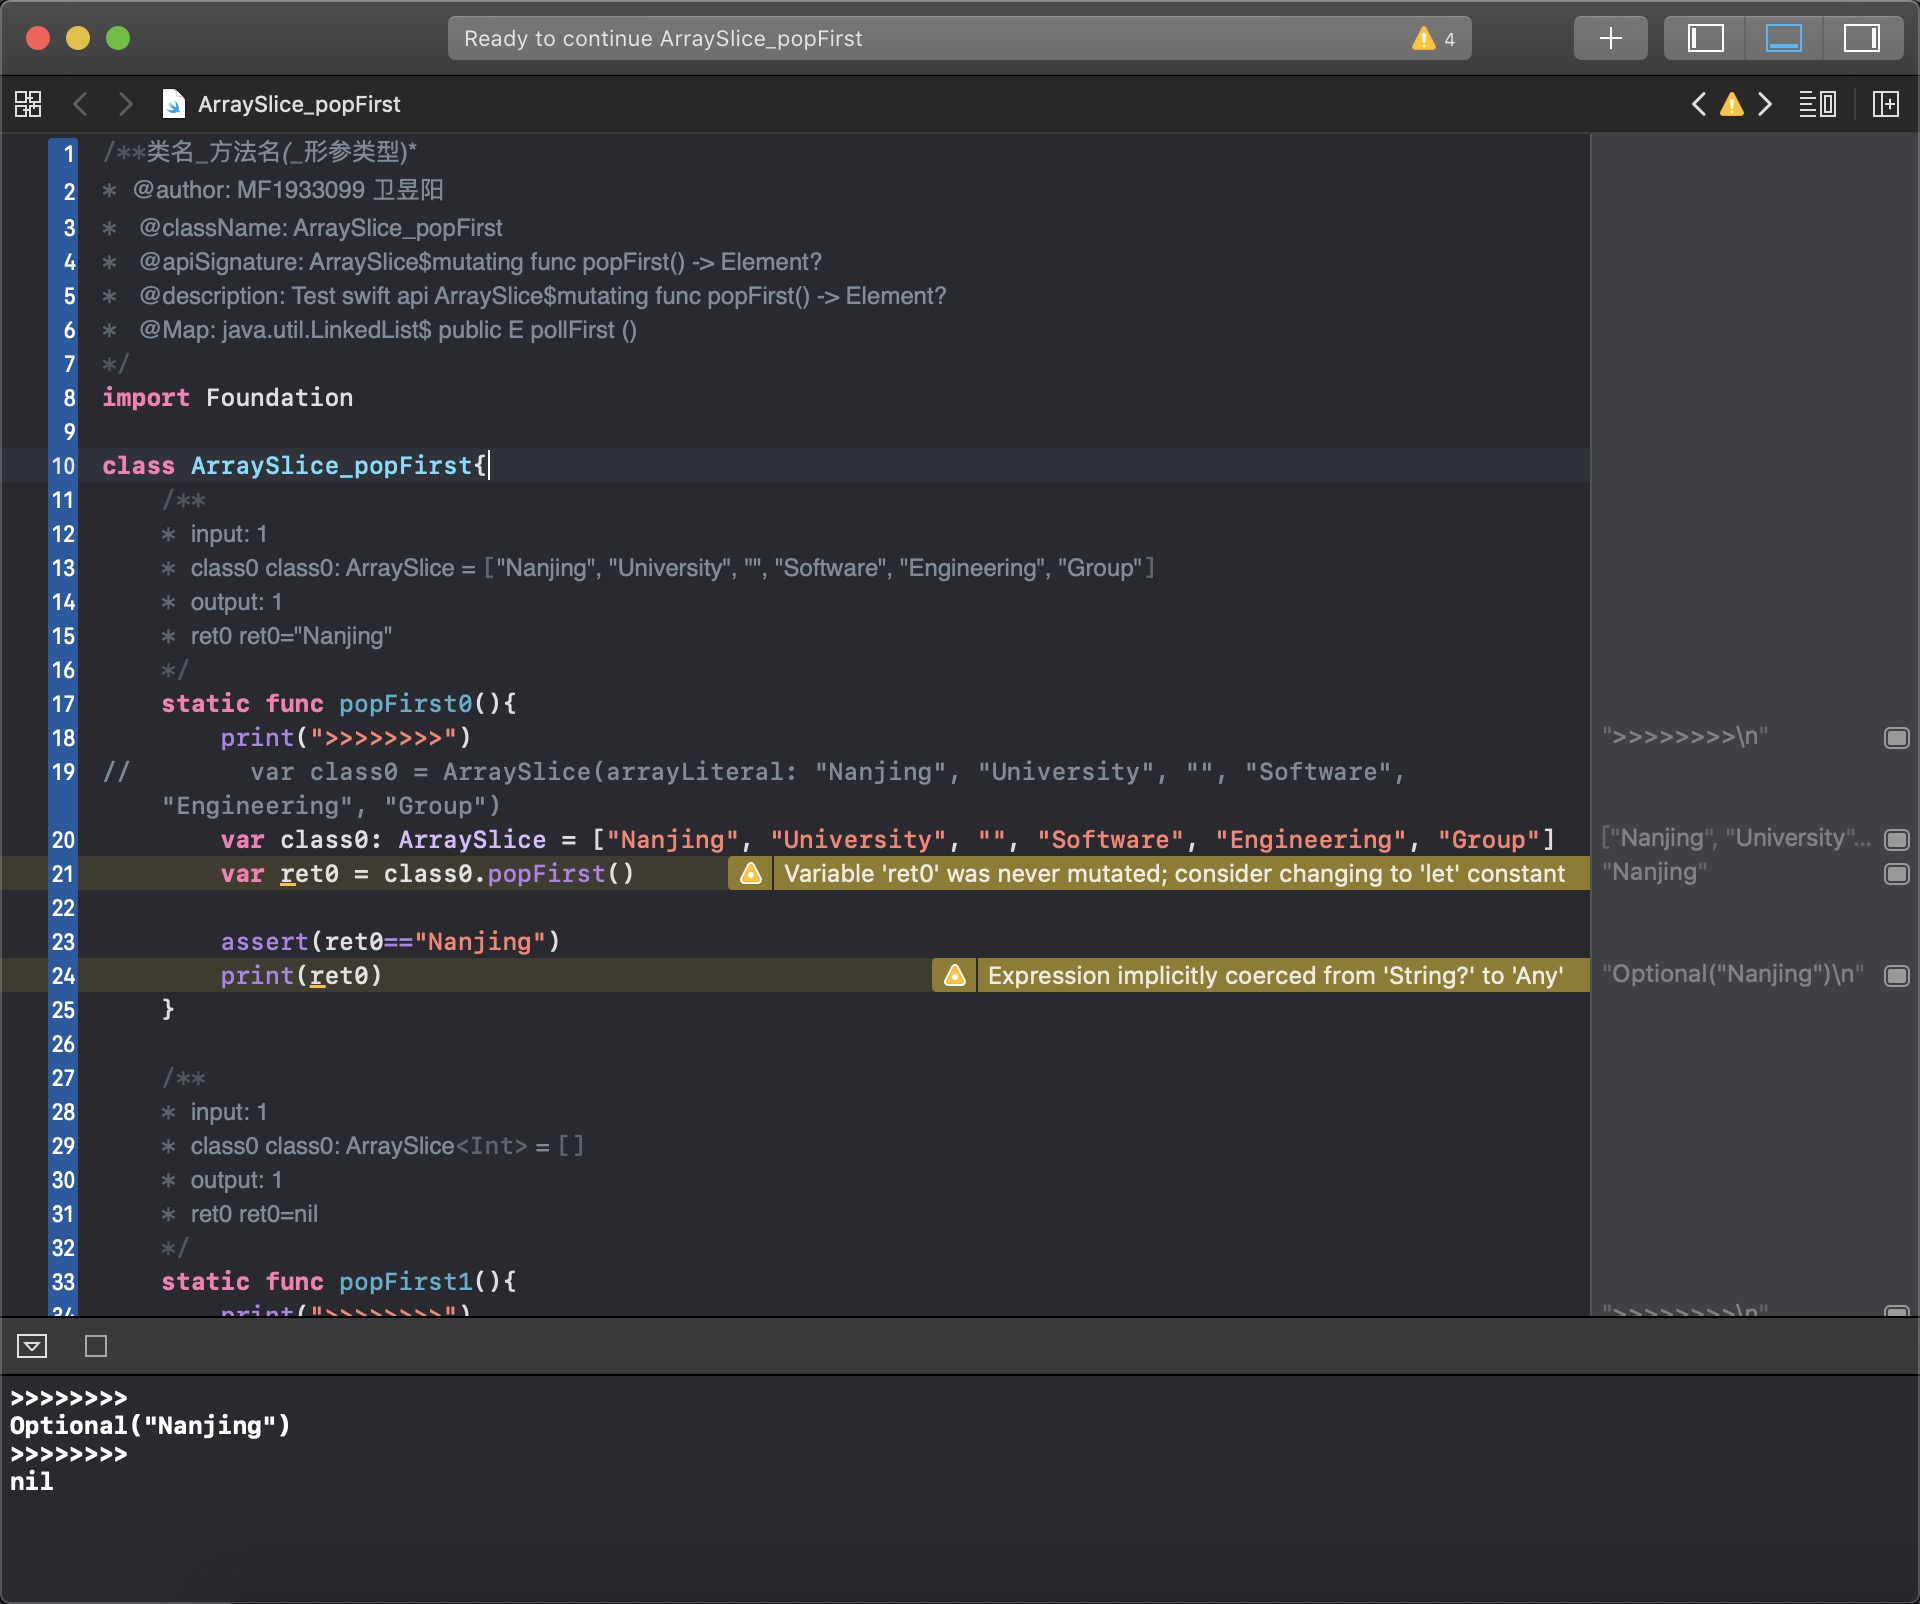 Ready to continue ArraySlice_popFirst
4
ArraySlice_popFirst
1 /**类名_方法名(_形参类型)*
2 * @author: MF1933099 卫昱阳
3 * @className: ArraySlice_popFirst
4 * @apiSignature: ArraySlice$mutating func popFirst() -> Element?
5 * @description: Test swift api ArraySlice$mutating func popFirst() -> Element?
6 * @Map: java.util.LinkedList$ public E pollFirst ()
7 */
8 import Foundation
9
10 class ArraySlice_popFirst{
11 /**
12 * input: 1
13 * class0 class0: ArraySlice = ["Nanjing", "University", "", "Software", "Engineering", "Group"]
14 * output: 1
15 * ret0 ret0="Nanjing"
16 */
17 static func popFirst0(){
18 print(">>>>>>>>") ">>>>>>>>\n"
19 // var class0 = ArraySlice(arrayLiteral: "Nanjing", "University", "", "Software",
"Engineering", "Group")
20 var class0: ArraySlice = ["Nanjing", "University", "", "Software", "Engineering", "Group"] ["Nanjing", "University"...
21 var ret0 = class0.popFirst() Variable 'ret0' was never mutated; consider changing to 'let' constant "Nanjing"
22
23 assert(ret0=="Nanjing")
24 print(ret0) Expression implicitly coerced from 'String?' to 'Any' "Optional("Nanjing")\n"
25 }
26
27 /**
28 * input: 1
29 * class0 class0: ArraySlice<Int> = []
30 * output: 1
31 * ret0 ret0=nil
32 */
33 static func popFirst1(){
34 print(">>>>>>>>") ">>>>>>>>\n"
>>>>>>>>
Optional("Nanjing")
>>>>>>>>
nil